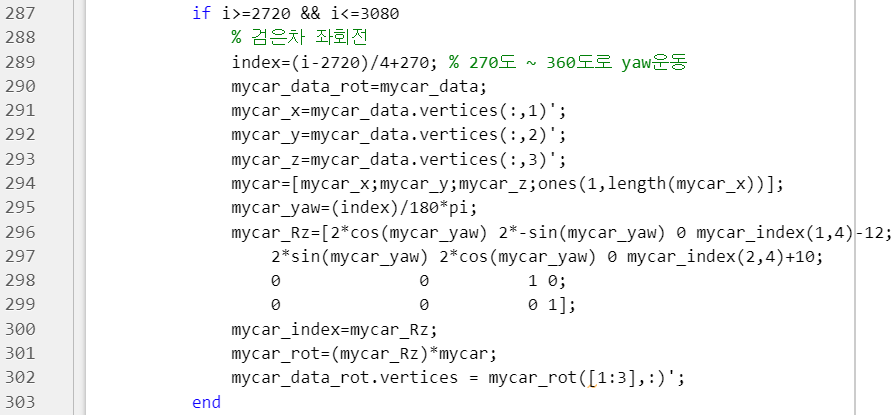 287 if i>=2720 && i<=3080
288 % 검은차 좌회전
289 index=(i-2720)/4+270; % 270도 ~ 360도로 yaw운동
290 mycar_data_rot=mycar_data;
291 mycar_x=mycar_data.vertices(:,1)';
292 mycar_y=mycar_data.vertices(:,2)';
293 mycar_z=mycar_data.vertices(:,3)';
294 mycar=[mycar_x;mycar_y;mycar_z;ones(1,length(mycar_x))];
295 mycar_yaw=(index)/180*pi;
296 mycar_Rz=[2*cos(mycar_yaw) 2*-sin(mycar_yaw) 0 mycar_index(1,4)-12;
297 2*sin(mycar_yaw) 2*cos(mycar_yaw) 0 mycar_index(2,4)+10;
298 0 0 1 0;
299 0 0 0 1];
300 mycar_index=mycar_Rz;
301 mycar_rot=(mycar_Rz)*mycar;
302 mycar_data_rot.vertices = mycar_rot([1:3],:)';
303 end